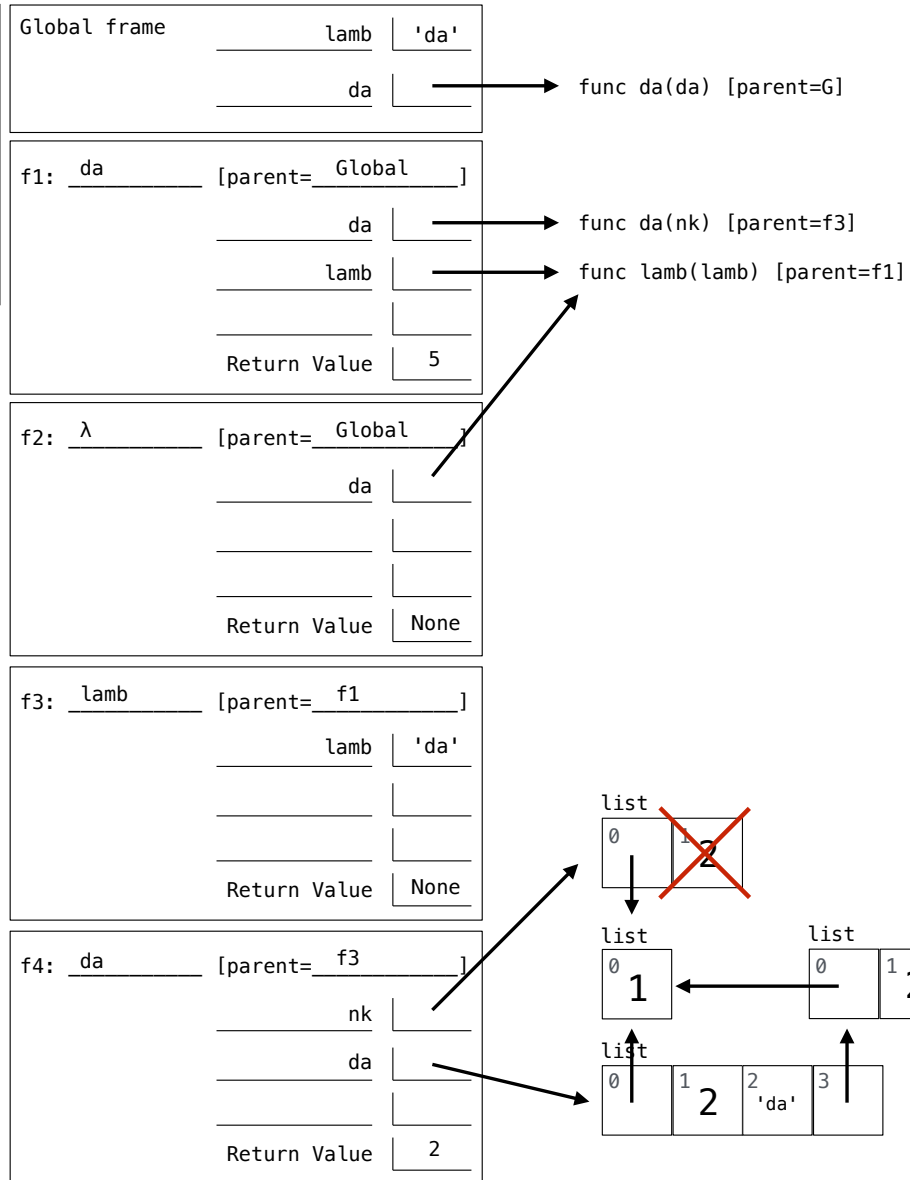 Global frame
lamb 'da'
da func da(da) [parent=G]
f1: da [parent= Global ]
da func da(nk) [parent=f3]
lamb func lamb(lamb) [parent=f1]
Return Value 5
f2: λ [parent= Global ]
da
Return Value None
f3: lamb [parent= f1 ]
lamb 'da'
list
0 1 2
Return Value None
list list
f4: da [parent= f3 ]
0 1 0 1
nk
list
da
0 1 2 2 'da' 3
Return Value 2